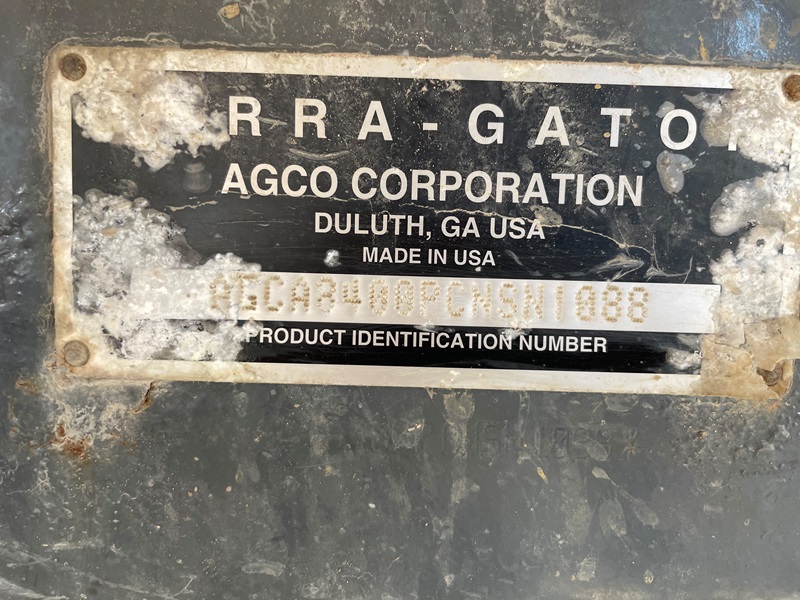 RRA-GATO
AGCO CORPORATION
DULUTH, GA USA
MADE IN USA
AGCA8400PCNSN1088
PRODUCT IDENTIFICATION NUMBER